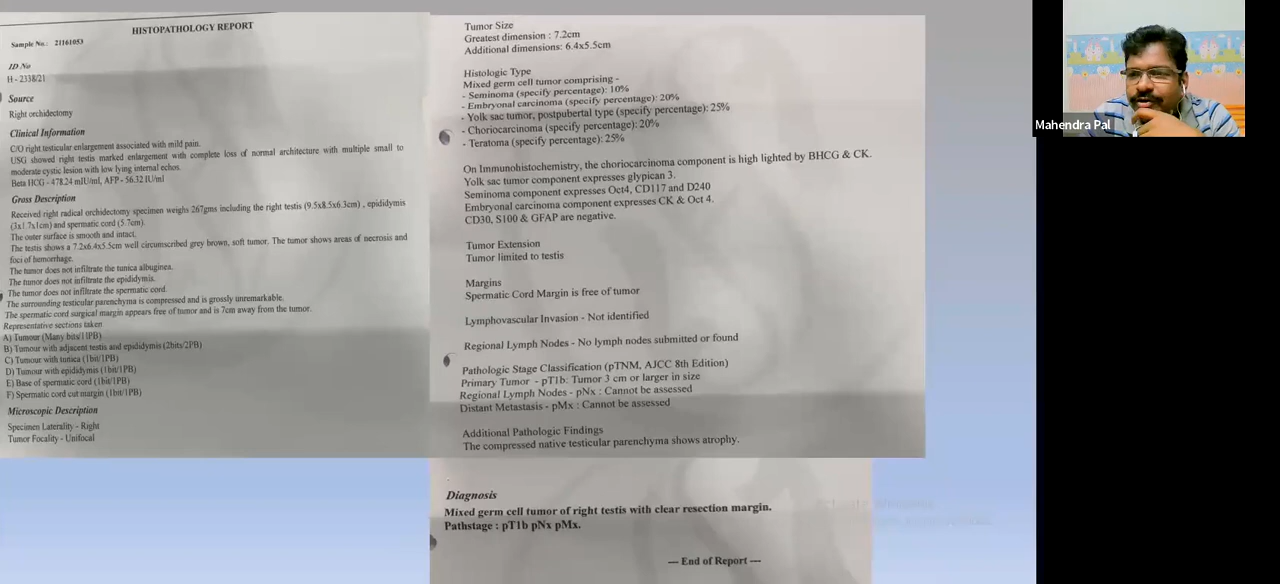 HISTOPATHOLOGY REPORT
Sample No.: 21161053
ID No
H - 2338/21
Source
Right orchidectomy
Clinical Information
C/O right testicular enlargement associated with mild pain.
USG showed right testis marked enlargement with complete loss of normal architecture with multiple small to
moderate cystic lesion with low lying internal echos
Beta HCG - 478.24 mIU/ml, AFP - 56.32 IU/ml
Gross Description
Received right radical orchidectomy specimen weighs 267gms including the right testis (9.5x8.5x6.3cm) , epididymis
(3x1.7x1cm) and spermatic cord (5.7cm).
The outer surface is smooth and intact.
The testis shows a 7.2x6.4x5.5cm well circumscribed grey brown, soft tumor. The tumor shows areas of necrosis and
foci of hemorrhage.
The tumor does not infiltrate the tunica albuginea.
The tumor does not infiltrate the epididymis.
The tumor does not infiltrate the spermatic cord.
The surrounding testicular parenchyma is compressed and is grossly unremarkable.
The spermatic cord surgical margin appears free of tumor and is 7cm away from the tumor.
Representative sections taken
A) Tumour (Many bits/11PB)
B) Tumour with adjacent testis and epididymis (2bits/2PB)
C) Tumour with tunica (1bit/1PB)
D) Tumour with epididymis (1bit/1PB)
E) Base of spermatic cord (1bit/1PB)
F) Spermatic cord cut margin (1bit/1PB)
Microscopic Description
Specimen Laterality - Right
Tumor Focality - Unifocal
Tumor Size
Greatest dimension : 7.2cm
Additional dimensions: 6.4x5.5cm
Histologic Type
Mixed germ cell tumor comprising -
- Seminoma (specify percentage): 10%
- Embryonal carcinoma (specify percentage): 20%
- Yolk sac tumor, postpubertal type (specify percentage): 25%
- Choriocarcinoma (specify percentage): 20%
- Teratoma (specify percentage): 25%
On Immunohistochemistry, the choriocarcinoma component is high lighted by BHCG & CK.
Yolk sac tumor component expresses glypican 3.
Seminoma component expresses Oct4, CD117 and D240
Embryonal carcinoma component expresses CK & Oct 4.
CD30, S100 & GFAP are negative.
Tumor Extension
Tumor limited to testis
Margins
Spermatic Cord Margin is free of tumor
Lymphovascular Invasion - Not identified
Regional Lymph Nodes - No lymph nodes submitted or found
Pathologic Stage Classification (pTNM, AJCC 8th Edition)
Primary Tumor - pT1b: Tumor 3 cm or larger in size
Regional Lymph Nodes - pNx : Cannot be assessed
Distant Metastasis - pMx : Cannot be assessed
Additional Pathologic Findings
The compressed native testicular parenchyma shows atrophy.
Diagnosis
Mixed germ cell tumor of right testis with clear resection margin.
Pathstage : pT1b pNx pMx.
--- End of Report ---
Mahendra Pal